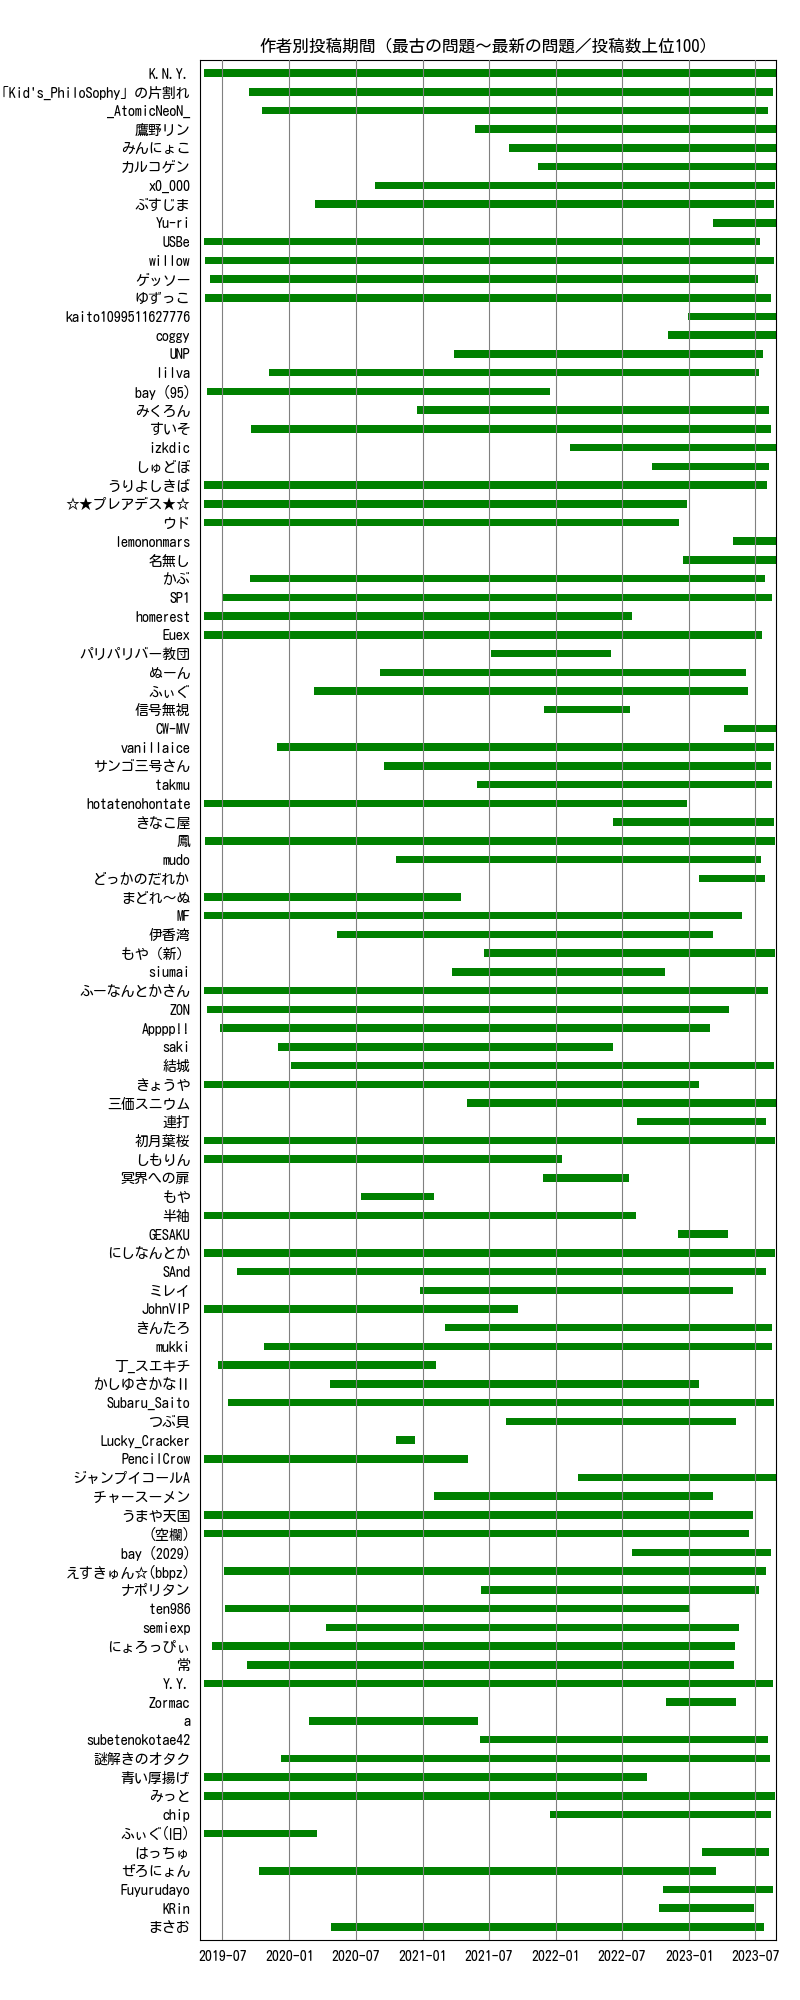 作者別投稿期間（最古の問題～最新の問題／投稿数上位100）
K.N.Y.
「Kid's_PhiloSophy」の片割れ
_AtomicNeoN_
鷹野リン
みんにょこ
カルコゲン
x0_000
ぶすじま
Yu-ri
USBe
willow
ゲッソー
ゆずっこ
kaito1099511627776
coggy
UNP
lilva
bay (95)
みくろん
すいそ
izkdic
しゅどぼ
うりよしきば
☆★プレアデス★☆
ウド
lemononmars
名無し
かぶ
SP1
homerest
Euex
パリパリバー教団
ぬーん
ふぃぐ
信号無視
CW-MV
vanillaice
サンゴ三号さん
takmu
hotatenohontate
きなこ屋
鳳
mudo
どっかのだれか
まどれ～ぬ
MF
伊香湾
もや（新）
siumai
ふーなんとかさん
ZON
Appppll
saki
結城
きょうや
三価スニウム
連打
初月葉桜
しもりん
冥界への扉
もや
半袖
GESAKU
にしなんとか
SAnd
ミレイ
JohnVIP
きんたろ
mukki
丁_スエキチ
かしゆさかなII
Subaru_Saito
つぶ貝
Lucky_Cracker
PencilCrow
ジャンプイコールA
チャースーメン
うまや天国
(空欄)
bay (2029)
えすきゅん☆(bbpz)
ナポリタン
ten986
semiexp
にょろっぴぃ
常
Y.Y.
Zormac
a
subetenokotae42
謎解きのオタク
青い厚揚げ
みっと
chip
ふぃぐ(旧)
はっちゅ
ぜろにょん
Fuyurudayo
KRin
まさお
2019-07 2020-01 2020-07 2021-01 2021-07 2022-01 2022-07 2023-01 2023-07